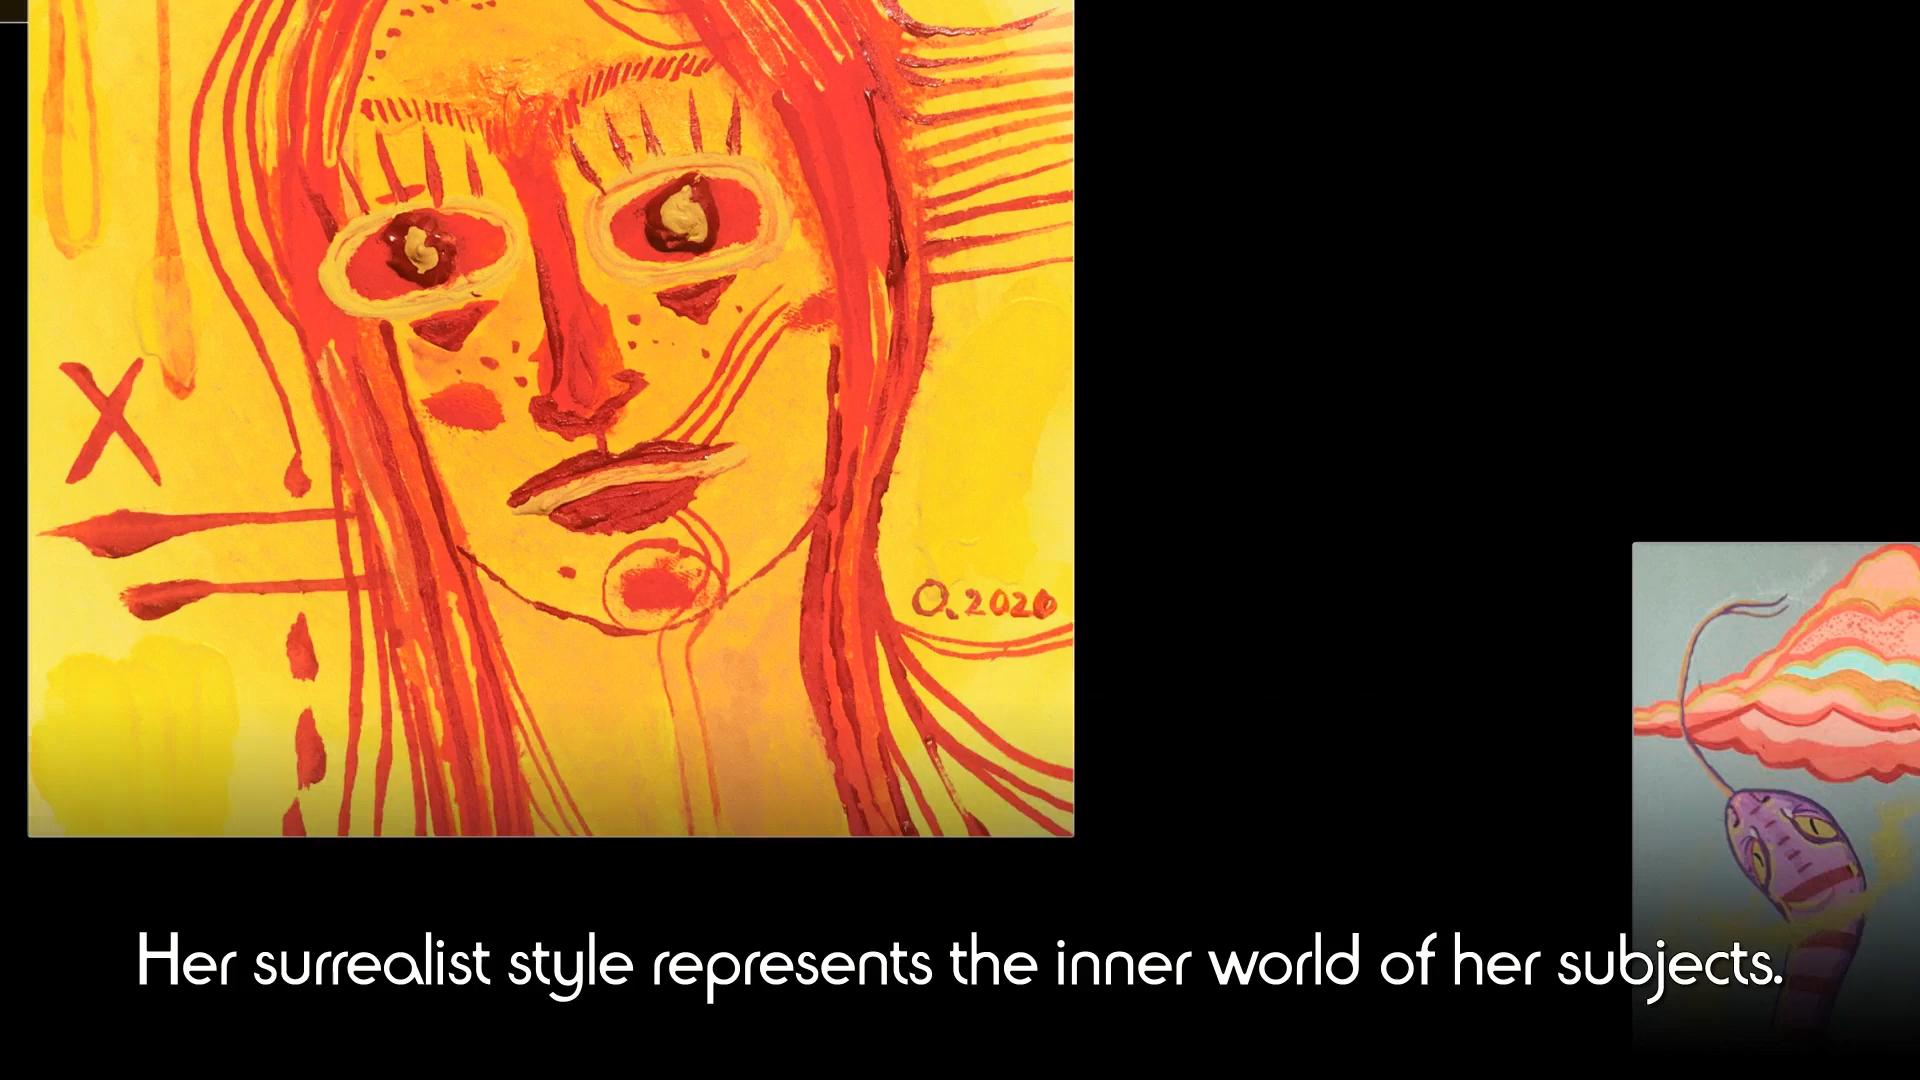 X
O. 2020
Her surrealist style represents the inner world of her subjects.